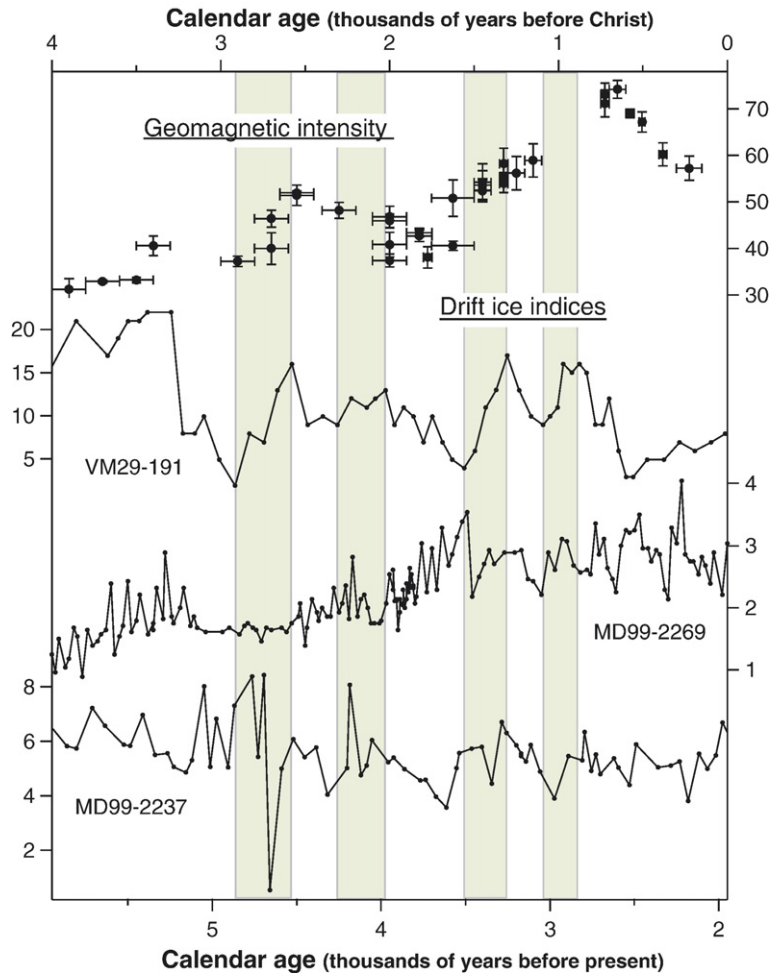 Calendar age (thousands of years before Christ)
4 3 2 1 0
Geomagnetic intensity
70
60
50
40
30
Drift ice indices
20
15
10
5
VM29-191
4
3
2
1
MD99-2269
8
6
4
2
MD99-2237
5 4 3 2
Calendar age (thousands of years before present)